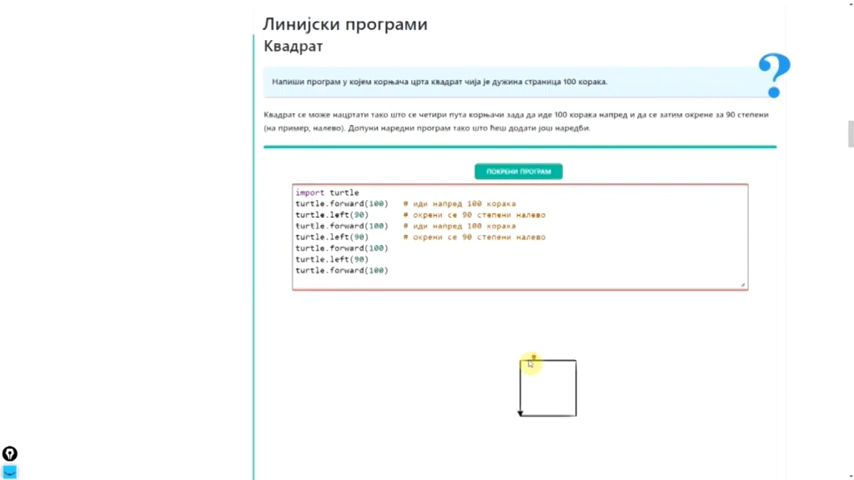 Линијски програми
Квадрат
Напиши програм у којем корњача црта квадрат чија је дужина страница 100 корака.
?
Квадрат се може нацртати тако што се четири пута корњачи зада да иде 100 корака напред и да се затим окрене за 90 степени
(на пример, налево). Допуни наредни програм тако што ћеш додати још наредби.
ПОКРЕНИ ПРОГРАМ
import turtle
turtle.forward(100) # иди напред 100 корака
turtle.left(90) # окрени се 90 степени налево
turtle.forward(100) # иди напред 100 корака
turtle.left(90) # окрени се 90 степени налево
turtle.forward(100)
turtle.left(90)
turtle.forward(100)